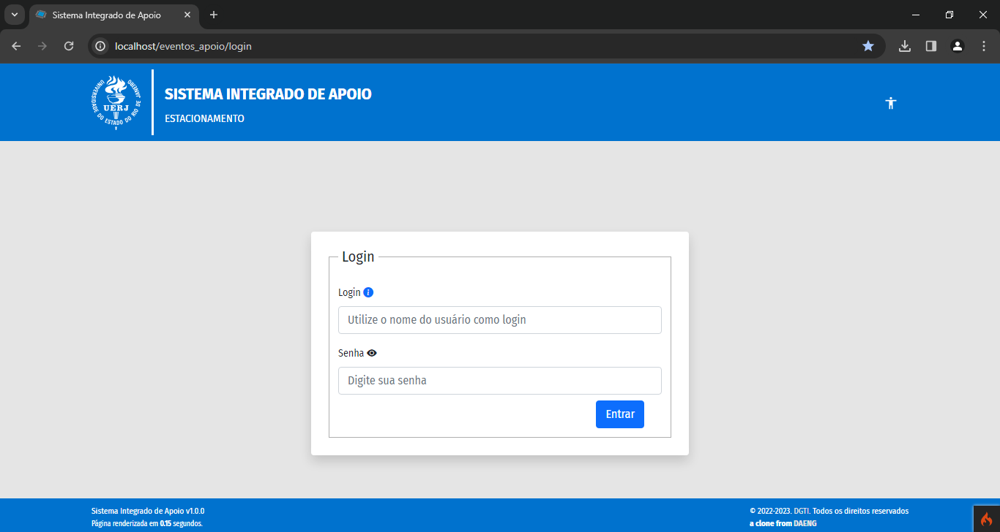 Sistema Integrado de Apoio
localhost/eventos_apoio/login
UNIVERSIDADE DO ESTADO DO RIO DE JANEIRO
UERJ
SISTEMA INTEGRADO DE APOIO
ESTACIONAMENTO
Login
Login
Utilize o nome do usuário como login
Senha
Digite sua senha
Entrar
Sistema Integrado de Apoio v1.0.0
Página renderizada em 0.15 segundos.
© 2022-2023. DGTI. Todos os direitos reservados
a clone from DAENG